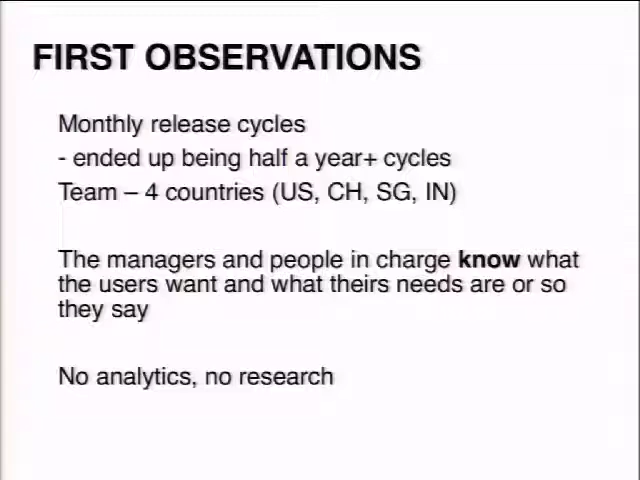 FIRST OBSERVATIONS
Monthly release cycles
- ended up being half a year+ cycles
Team – 4 countries (US, CH, SG, IN)
The managers and people in charge know what
the users want and what theirs needs are or so
they say
No analytics, no research